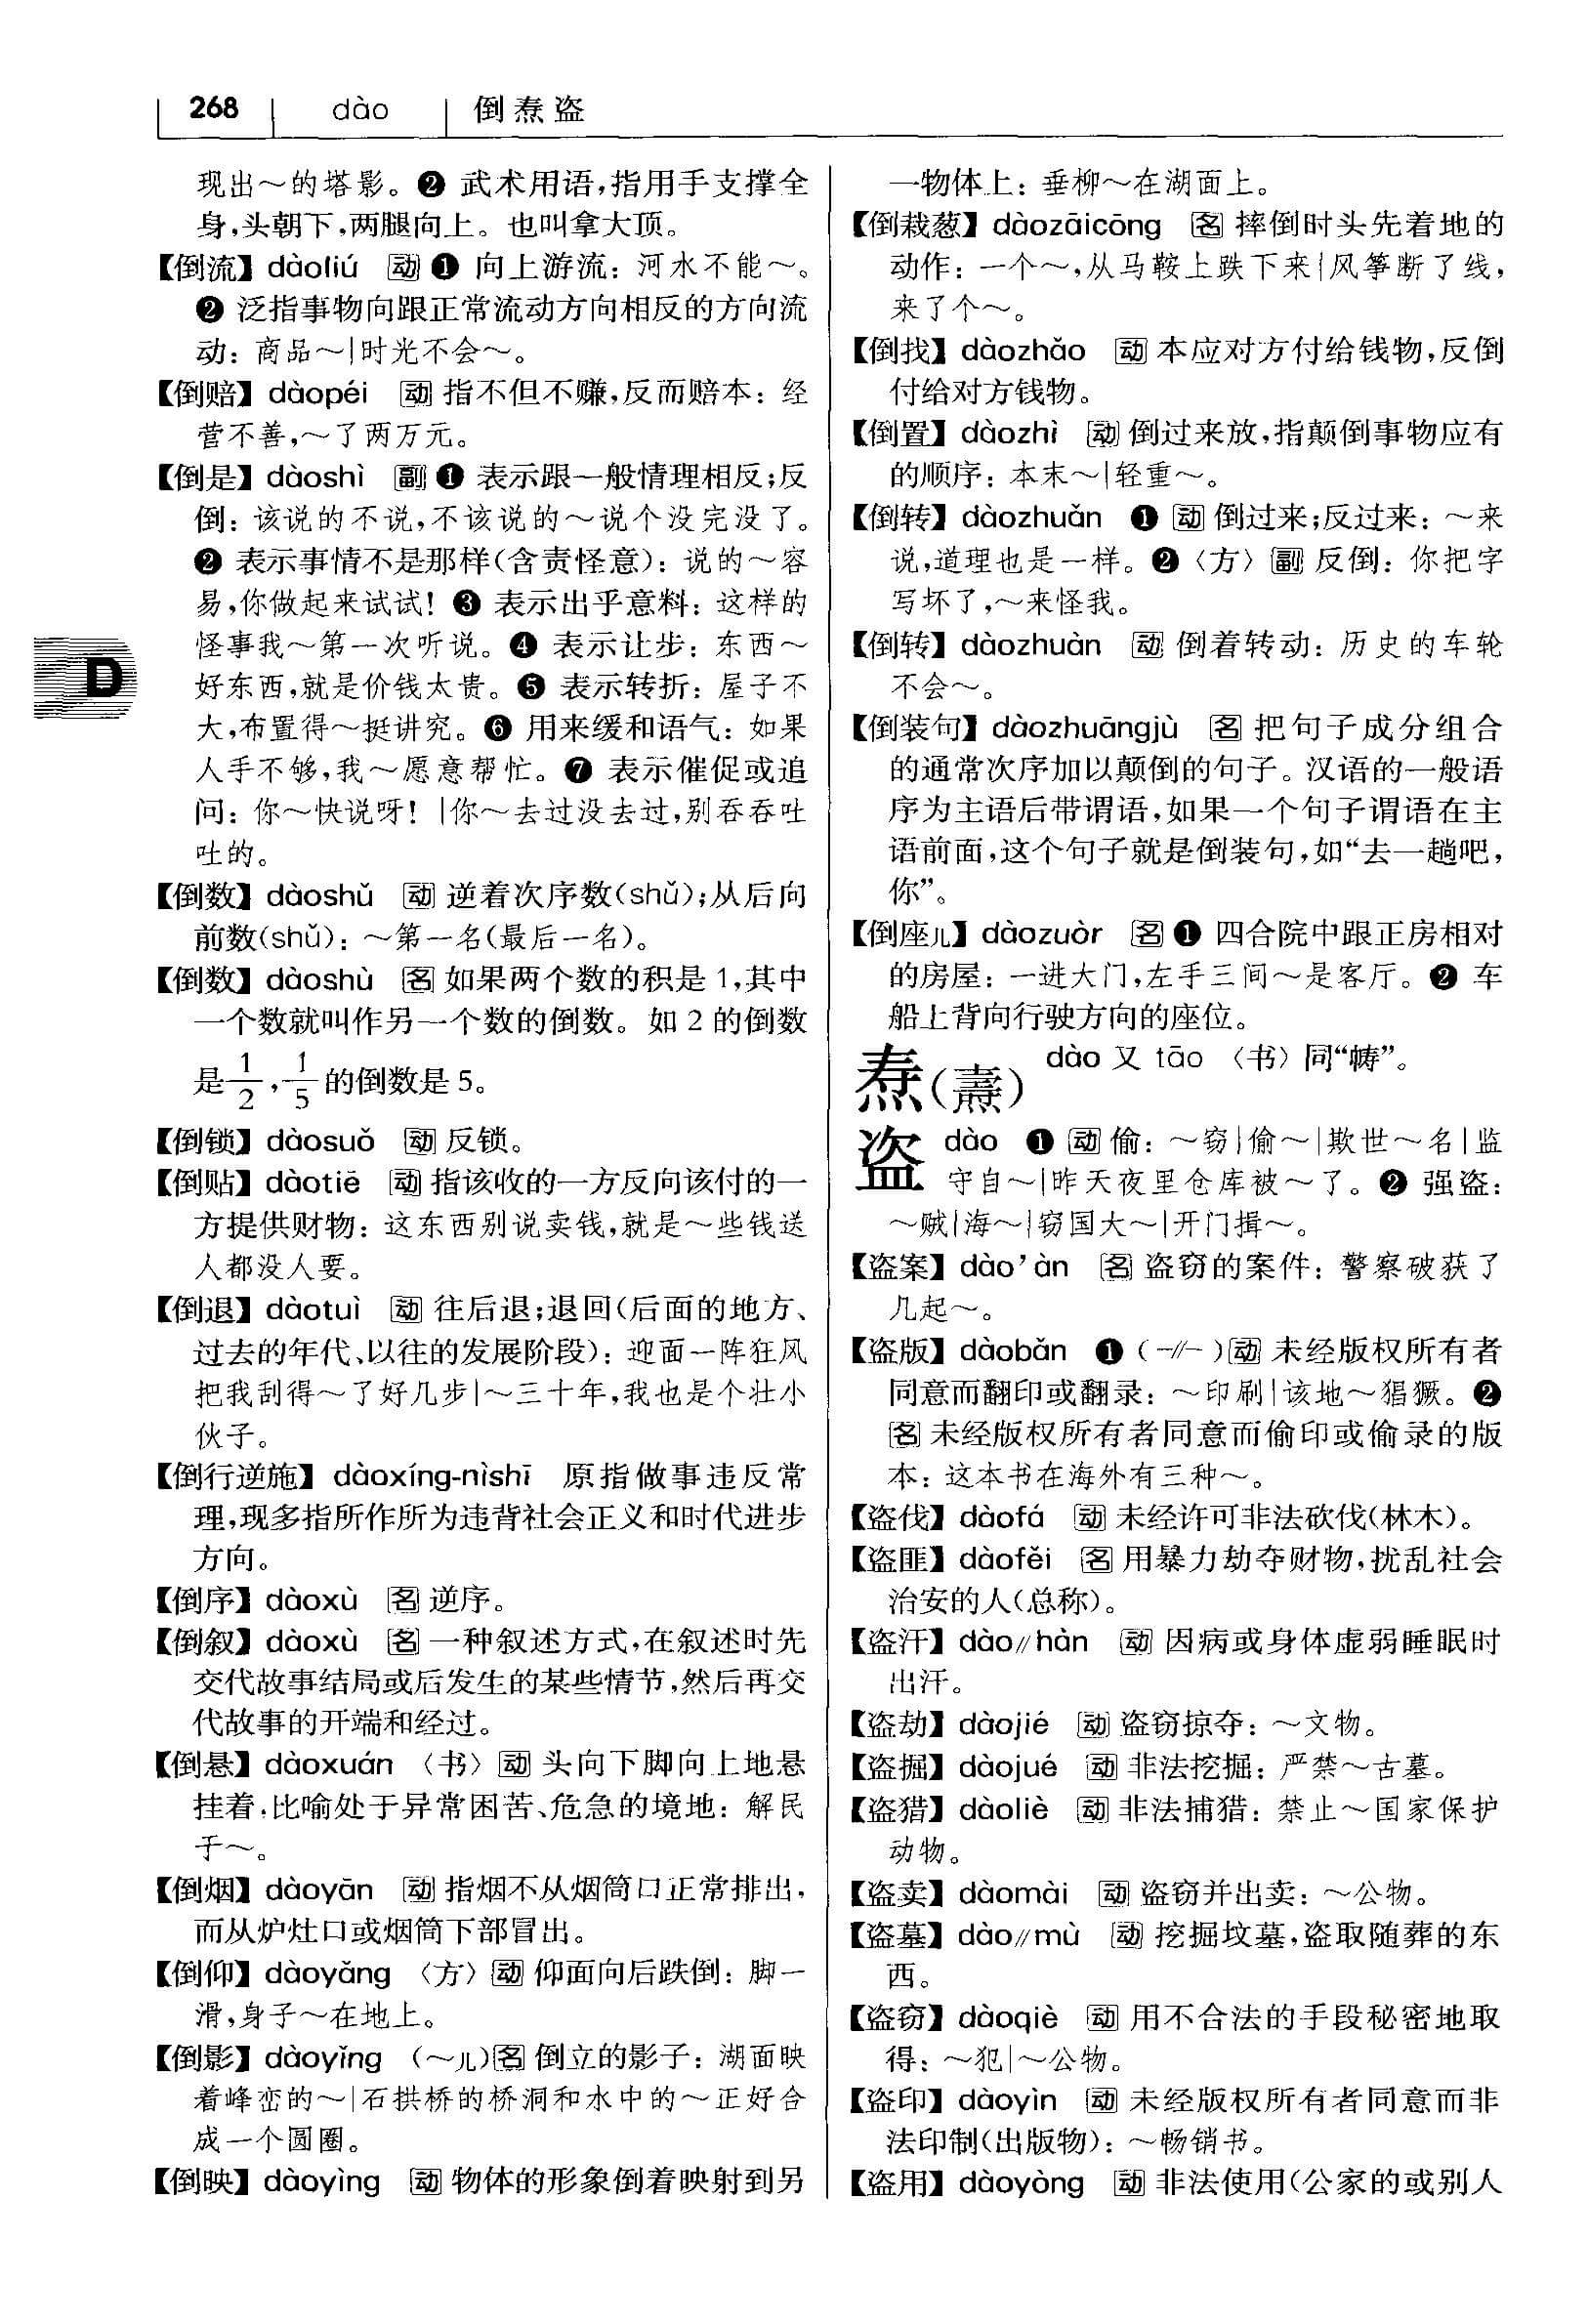 268 dào 倒焘盗
现出～的塔影。❷ 武术用语,指用手支撑全
身,头朝下,两腿向上。也叫拿大顶。
【倒流】dàoliú 动❶ 向上游流：河水不能～。
❷ 泛指事物向跟正常流动方向相反的方向流
动：商品～|时光不会～。
【倒赔】dàopéi 动 指不但不赚,反而赔本：经
营不善,～了两万元。
【倒是】dàoshì 副❶ 表示跟一般情理相反;反
倒：该说的不说,不该说的～说个没完没了。
❷ 表示事情不是那样(含责怪意)：说的～容
易,你做起来试试! ❸ 表示出乎意料：这样的
怪事我～第一次听说。❹ 表示让步：东西～
好东西,就是价钱太贵。❺ 表示转折：屋子不
大,布置得～挺讲究。❻ 用来缓和语气：如果
人手不够,我～愿意帮忙。❼ 表示催促或追
问：你～快说呀! |你～去过没去过,别吞吞吐
吐的。
【倒数】dàoshǔ 动 逆着次序数(shǔ);从后向
前数(shǔ)：～第一名(最后一名)。
【倒数】dàoshù 名 如果两个数的积是 1,其中
一个数就叫作另一个数的倒数。如 2 的倒数
是1/2,1/5的倒数是 5。
【倒锁】dàosuǒ 动 反锁。
【倒贴】dàotiē 动 指该收的一方反向该付的一
方提供财物：这东西别说卖钱,就是～些钱送
人都没人要。
【倒退】dàotuì 动 往后退;退回(后面的地方、
过去的年代、以往的发展阶段)：迎面一阵狂风
把我刮得～了好几步|～三十年,我也是个壮小
伙子。
【倒行逆施】dàoxíng-nìshī 原指做事违反常
理,现多指所作所为违背社会正义和时代进步
方向。
【倒序】dàoxù 名 逆序。
【倒叙】dàoxù 名 一种叙述方式,在叙述时先
交代故事结局或后发生的某些情节,然后再交
代故事的开端和经过。
【倒悬】dàoxuán 〈书〉动 头向下脚向上地悬
挂着,比喻处于异常困苦、危急的境地：解民
于～。
【倒烟】dàoyān 动 指烟不从烟筒口正常排出,
而从炉灶口或烟筒下部冒出。
【倒仰】dàoyǎng 〈方〉动 仰面向后跌倒：脚一
滑,身子～在地上。
【倒影】dàoyǐng (～儿)名 倒立的影子：湖面映
着峰峦的～|石拱桥的桥洞和水中的～正好合
成一个圆圈。
【倒映】dàoyìng 动 物体的形象倒着映射到另
D
一物体上：垂柳～在湖面上。
【倒栽葱】dàozāicōng 名 摔倒时头先着地的
动作：一个～,从马鞍上跌下来|风筝断了线,
来了个～。
【倒找】dàozhǎo 动 本应对方付给钱物,反倒
付给对方钱物。
【倒置】dàozhì 动 倒过来放,指颠倒事物应有
的顺序：本末～|轻重～。
【倒转】dàozhuǎn ❶ 动 倒过来;反过来：～来
说,道理也是一样。❷〈方〉副 反倒：你把字
写坏了,～来怪我。
【倒转】dàozhuàn 动 倒着转动：历史的车轮
不会～。
【倒装句】dàozhuāngjù 名 把句子成分组合
的通常次序加以颠倒的句子。汉语的一般语
序为主语后带谓语,如果一个句子谓语在主
语前面,这个句子就是倒装句,如“去一趟吧,
你”。
【倒座儿】dàozuòr 名❶ 四合院中跟正房相对
的房屋：一进大门,左手三间～是客厅。❷ 车
船上背向行驶方向的座位。
焘(燾) dào 又 tāo 〈书〉同“帱”。
盗 dào ❶ 动 偷：～窃|偷～|欺世～名|监
守自～|昨天夜里仓库被～了。❷ 强盗：
～贼|海～|窃国大～|开门揖～。
【盗案】dào’àn 名 盗窃的案件：警察破获了
几起～。
【盗版】dàobǎn ❶ (-//-)动 未经版权所有者
同意而翻印或翻录：～印刷|该地～猖獗。❷
名 未经版权所有者同意而偷印或偷录的版
本：这本书在海外有三种～。
【盗伐】dàofá 动 未经许可非法砍伐(林木)。
【盗匪】dàofěi 名 用暴力劫夺财物,扰乱社会
治安的人(总称)。
【盗汗】dào//hàn 动 因病或身体虚弱睡眠时
出汗。
【盗劫】dàojié 动 盗窃掠夺：～文物。
【盗掘】dàojué 动 非法挖掘：严禁～古墓。
【盗猎】dàoliè 动 非法捕猎：禁止～国家保护
动物。
【盗卖】dàomài 动 盗窃并出卖：～公物。
【盗墓】dào//mù 动 挖掘坟墓,盗取随葬的东
西。
【盗窃】dàoqiè 动 用不合法的手段秘密地取
得：～犯|～公物。
【盗印】dàoyìn 动 未经版权所有者同意而非
法印制(出版物)：～畅销书。
【盗用】dàoyòng 动 非法使用(公家的或别人